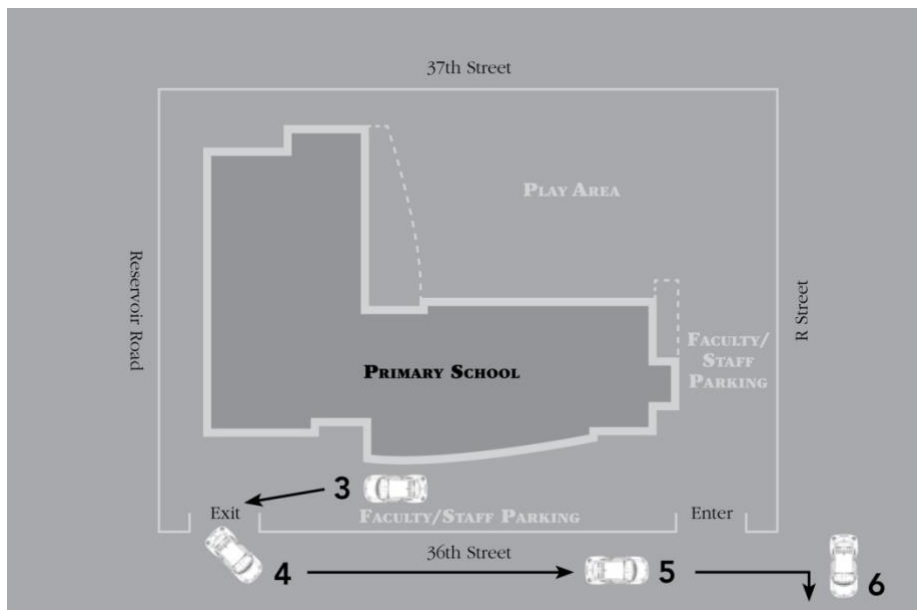 37th Street
PLAY AREA
Reservoir Road
R Street
FACULTY/
STAFF
PARKING
PRIMARY SCHOOL
3
Exit
FACULTY/STAFF PARKING
Enter
36th Street
4
5
6